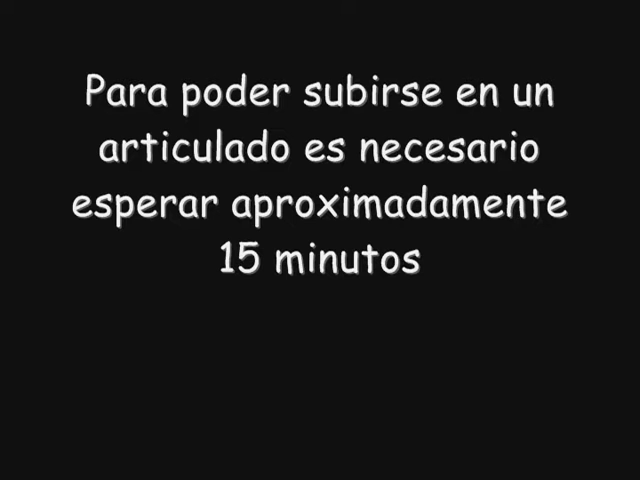 Para poder subirse en un
articulado es necesario
esperar aproximadamente
15 minutos